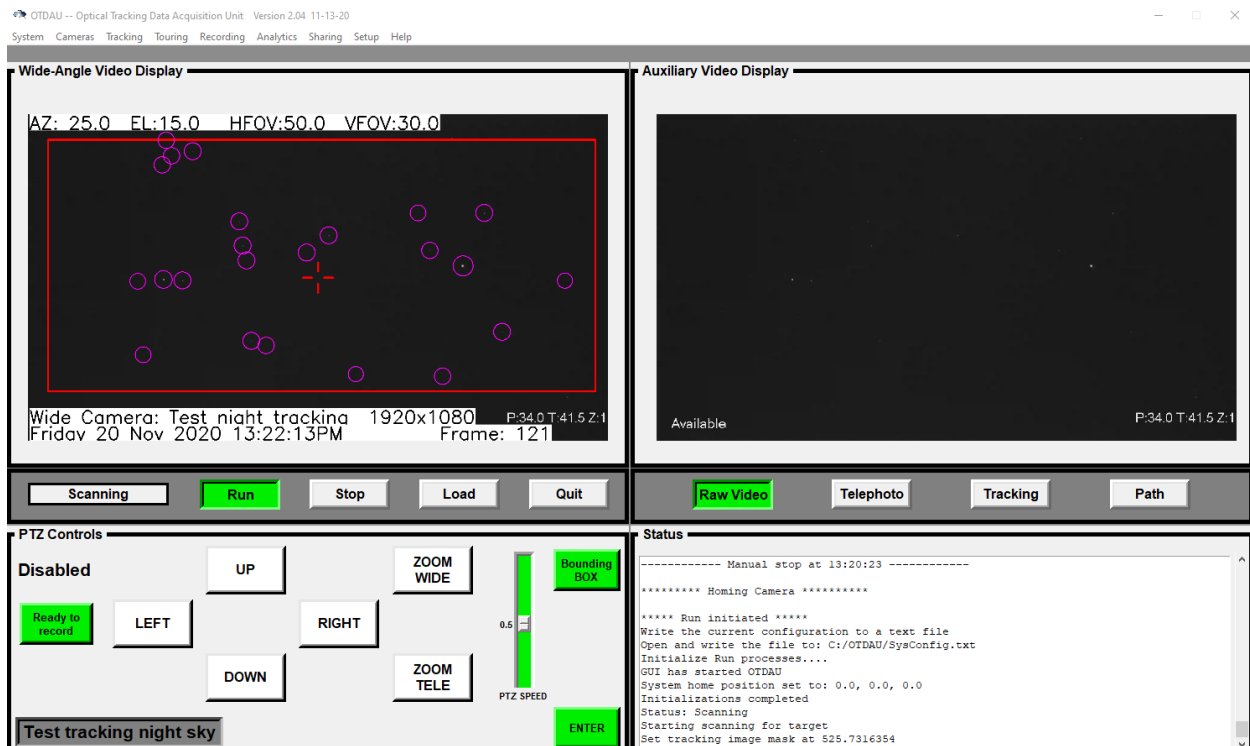 OTDAU -- Optical Tracking Data Acquisition Unit Version 2.04 11-13-20
System Cameras Tracking Touring Recording Analytics Sharing Setup Help
Wide-Angle Video Display
AZ: 25.0 EL:15.0 HFOV:50.0 VFOV:30.0
Wide Camera: Test night tracking 1920x1080 P:34.0 T:41.5 Z:1
Friday 20 Nov 2020 13:22:13PM Frame: 121
Auxiliary Video Display
Available P:34.0 T:41.5 Z:1
Scanning Run Stop Load Quit
Raw Video Telephoto Tracking Path
PTZ Controls
Disabled
UP
ZOOM
WIDE
Bounding
BOX
Ready to
record
LEFT
RIGHT
0.5
DOWN
ZOOM
TELE
PTZ SPEED
Test tracking night sky
ENTER
Status
------------ Manual stop at 13:20:23 ------------
********* Homing Camera **********
***** Run initiated *****
Write the current configuration to a text file
Open and write the file to: C:/OTDAU/SysConfig.txt
Initialize Run processes....
GUI has started OTDAU
System home position set to: 0.0, 0.0, 0.0
Initializations completed
Status: Scanning
Starting scanning for target
Set tracking image mask at 525.7316354